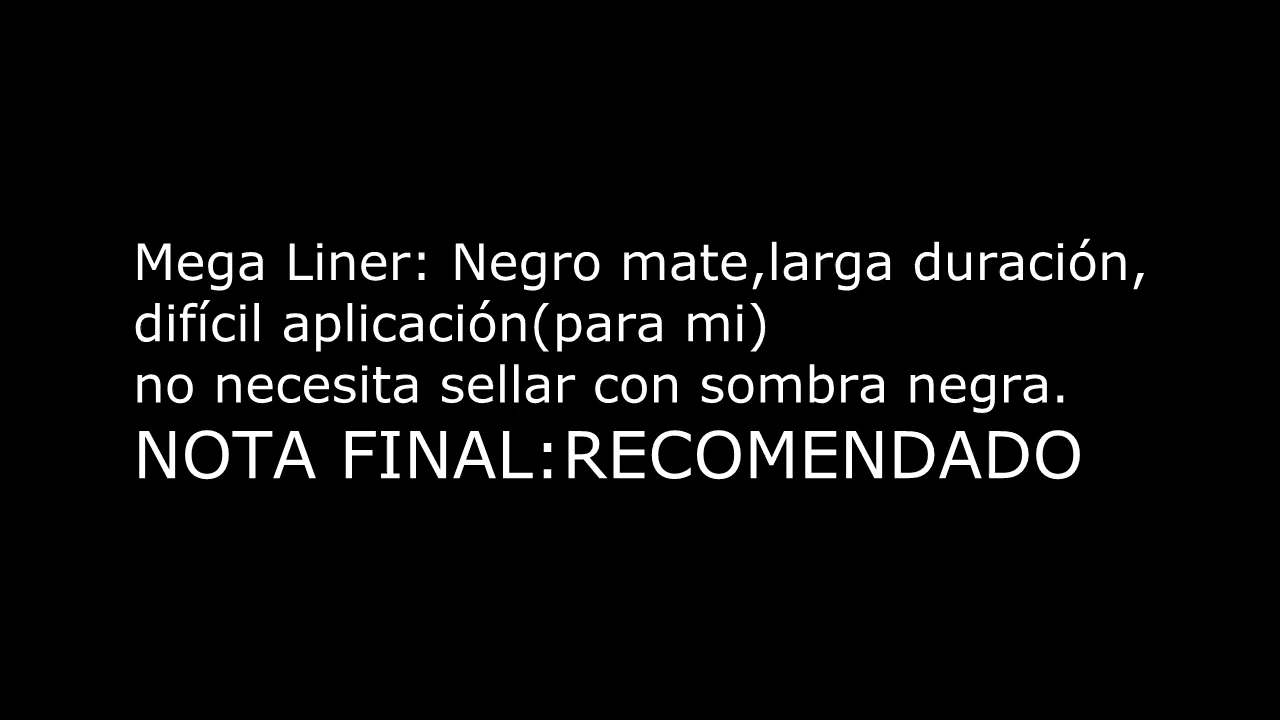 Mega Liner: Negro mate,larga duración,
difícil aplicación(para mi)
no necesita sellar con sombra negra.
NOTA FINAL:RECOMENDADO